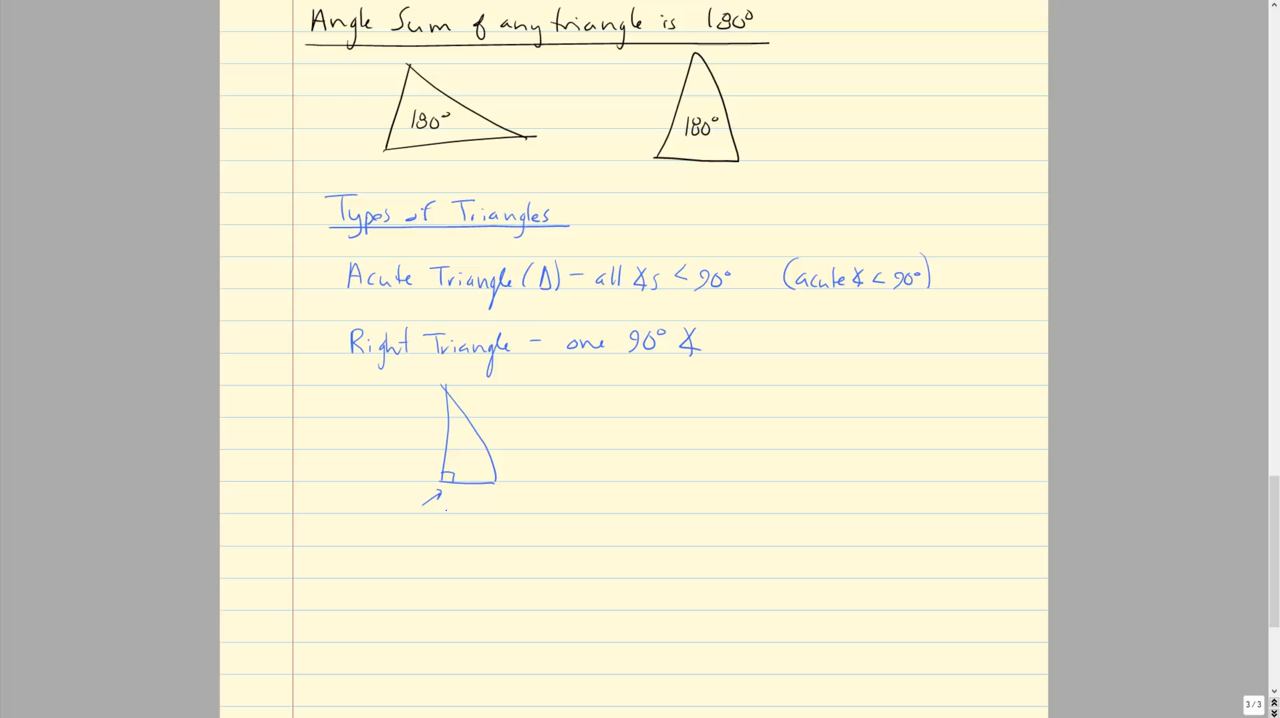 Angle Sum of any triangle is 180°
180°
180°
Types of Triangles
Acute Triangle (Δ) - all ∡s < 90° (acute ∡ < 90°)
Right Triangle - one 90° ∡
3/3